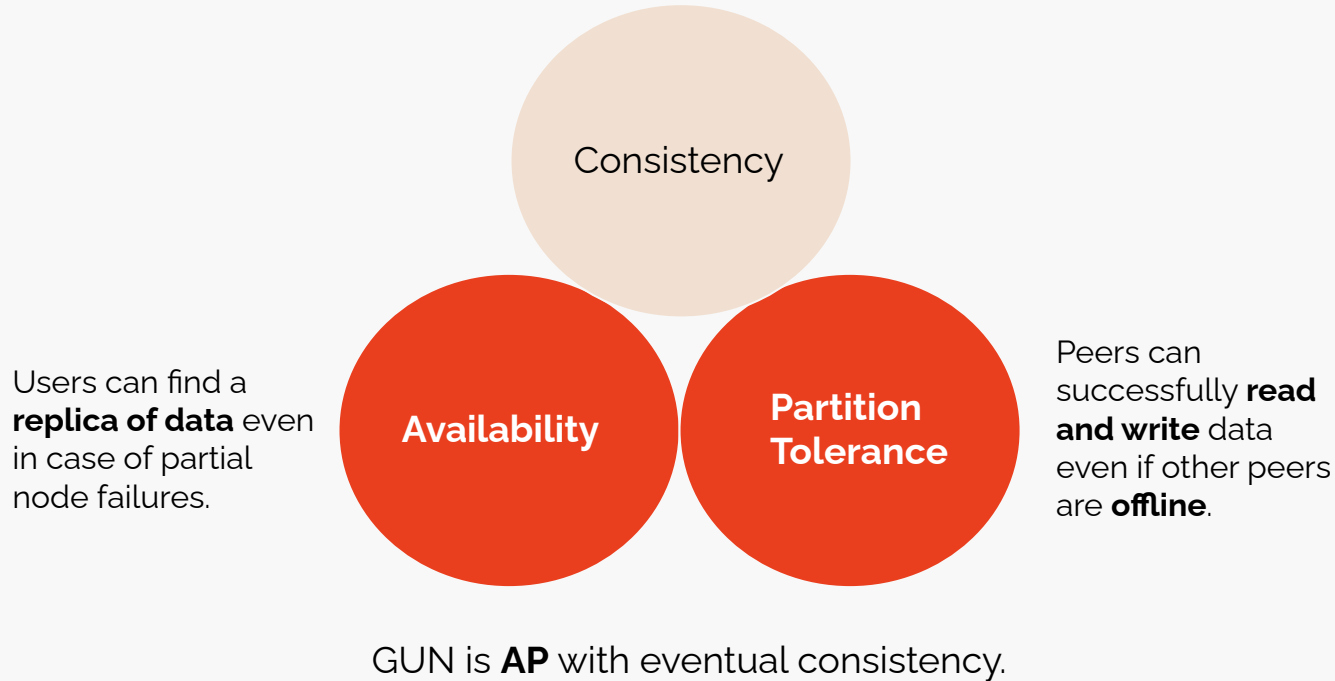 Consistency
Users can find a
replica of data even
in case of partial
node failures.
Availability
Partition
Tolerance
Peers can
successfully read
and write data
even if other peers
are offline.
GUN is AP with eventual consistency.